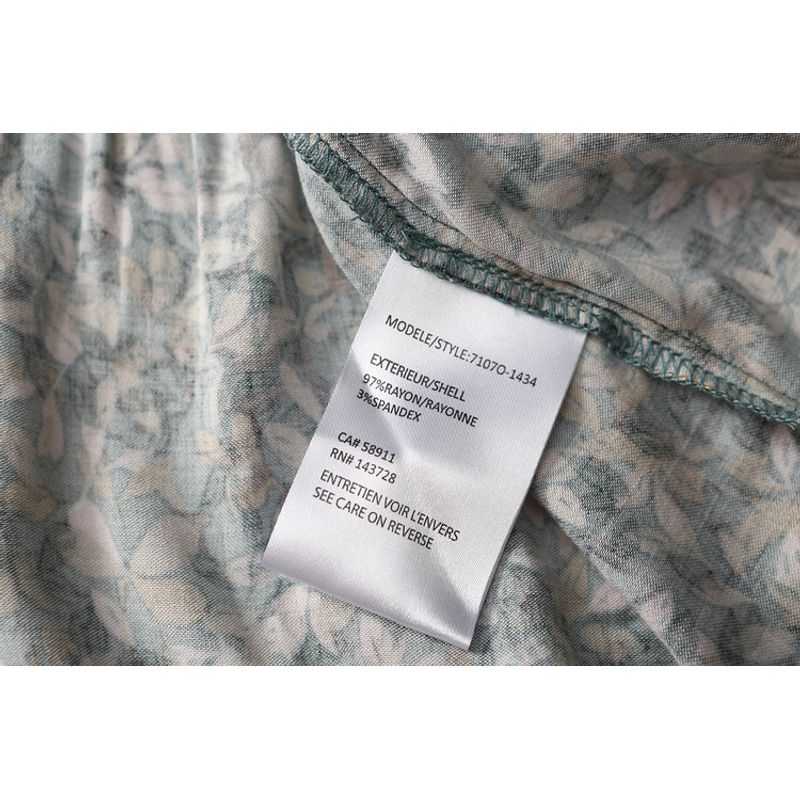 MODELE/STYLE:7107O-1434
EXTERIEUR/SHELL
97%RAYON/RAYONNE
3%SPANDEX
CA# 58911
RN# 143728
ENTRETIEN VOIR L'ENVERS
SEE CARE ON REVERSE